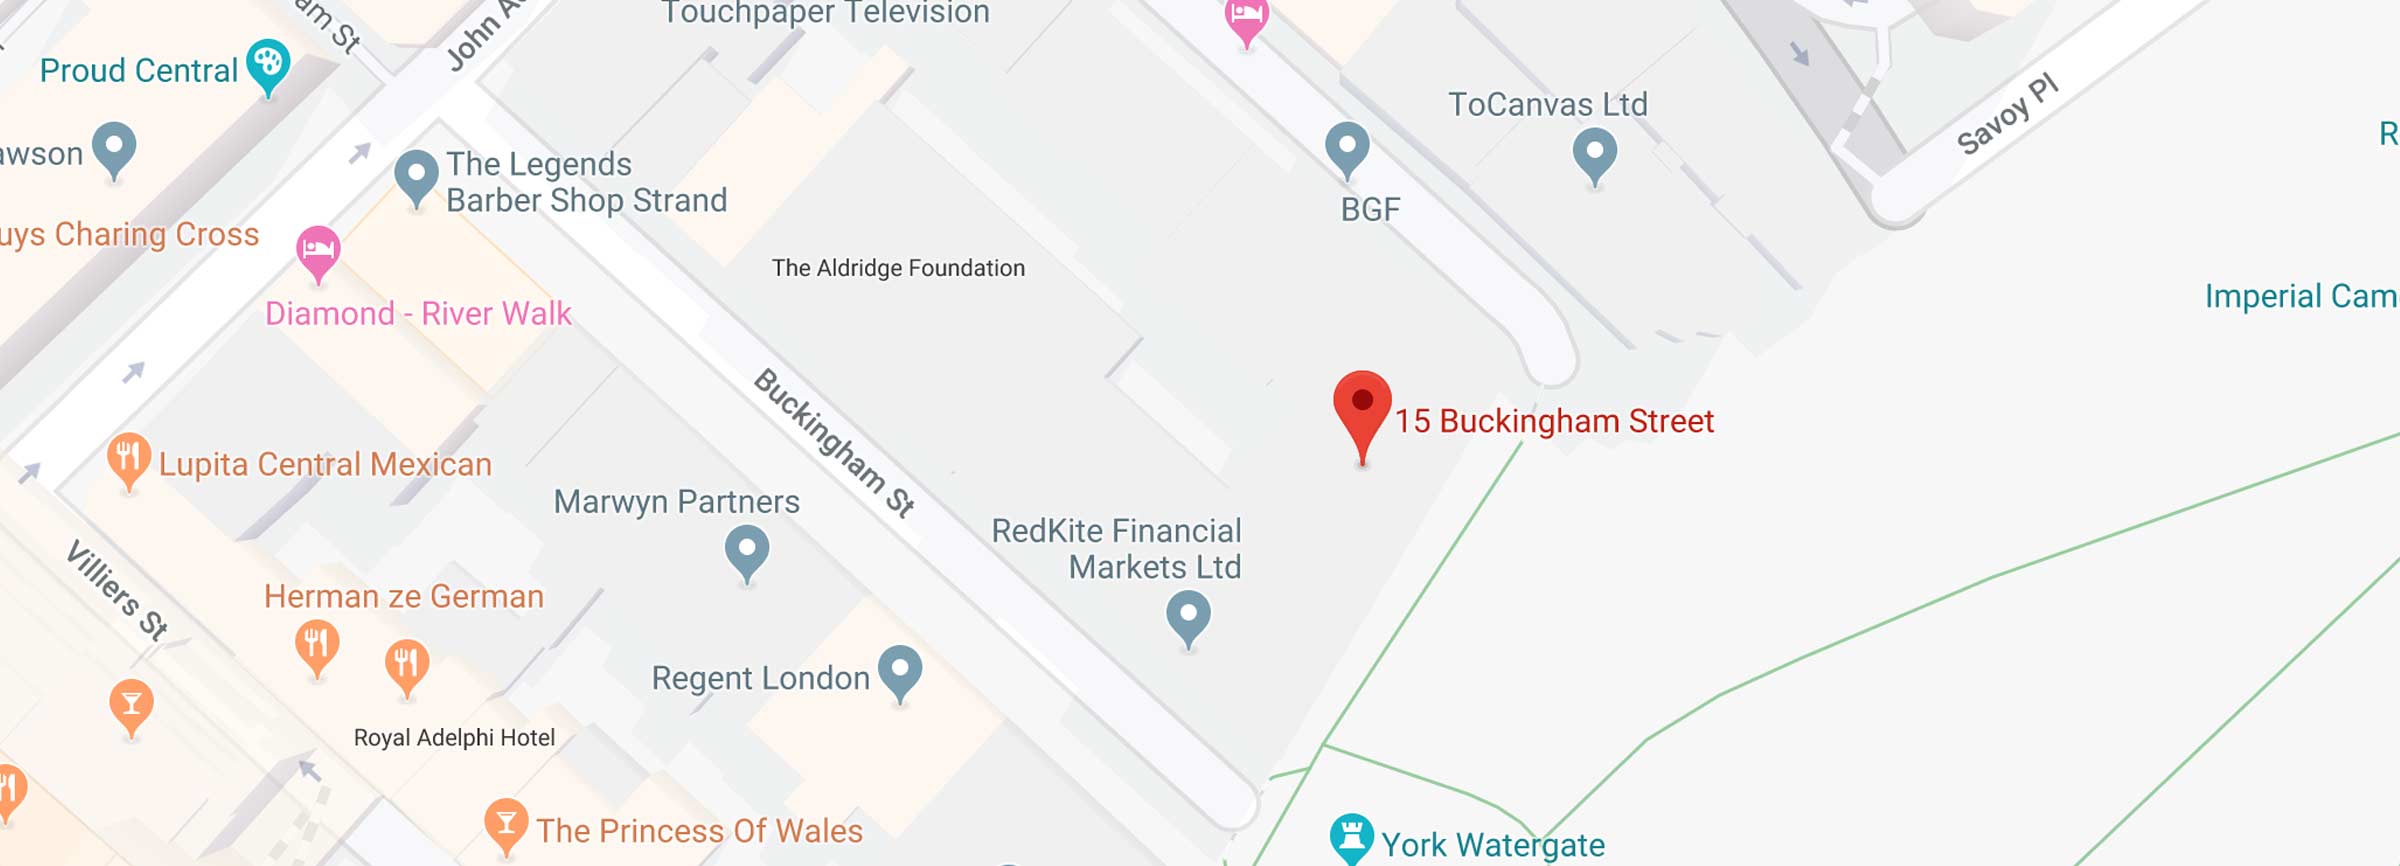 Touchpaper Television
am St
John A
Proud Central
ToCanvas Ltd
Savoy Pl
awson
The Legends
Barber Shop Strand
BGF
uys Charing Cross
The Aldridge Foundation
Imperial Cam
Diamond - River Walk
Buckingham St
15 Buckingham Street
Lupita Central Mexican
Marwyn Partners
RedKite Financial
Markets Ltd
Villiers St
Herman ze German
Regent London
Royal Adelphi Hotel
The Princess Of Wales
York Watergate